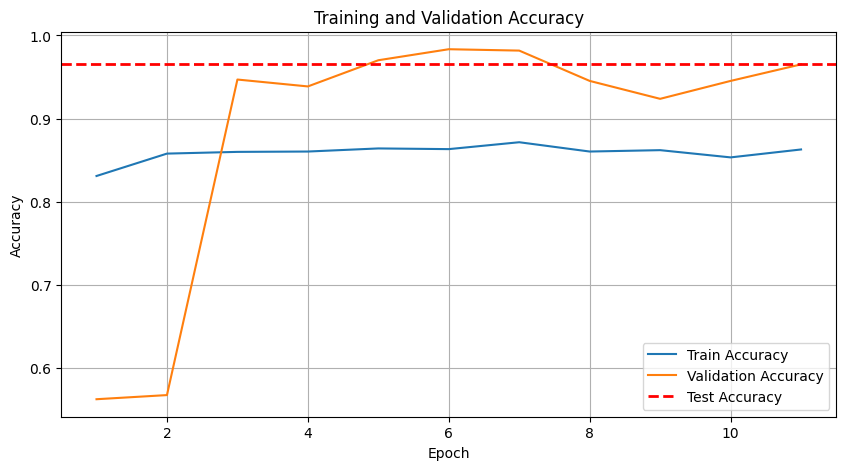 Training and Validation Accuracy
1.0
0.9
0.8
0.7
0.6
Accuracy
2
4
6
8
10
Epoch
Train Accuracy
Validation Accuracy
Test Accuracy